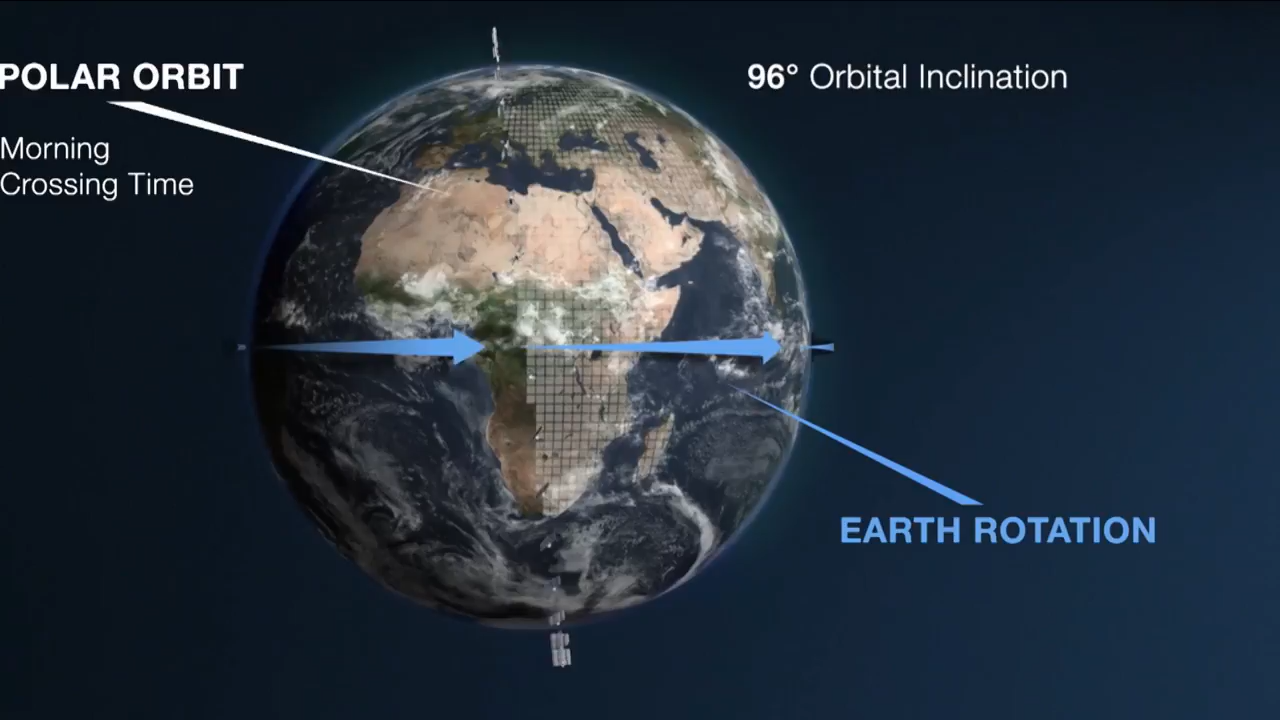 POLAR ORBIT
Morning
Crossing Time
96° Orbital Inclination
EARTH ROTATION